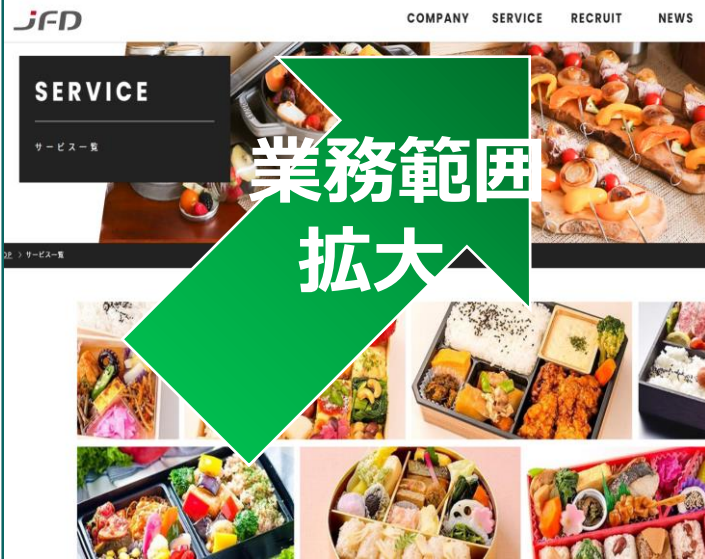 JFD
COMPANY SERVICE RECRUIT NEWS
SERVICE
サービス一覧
業務範囲
拡大
> サービス一覧